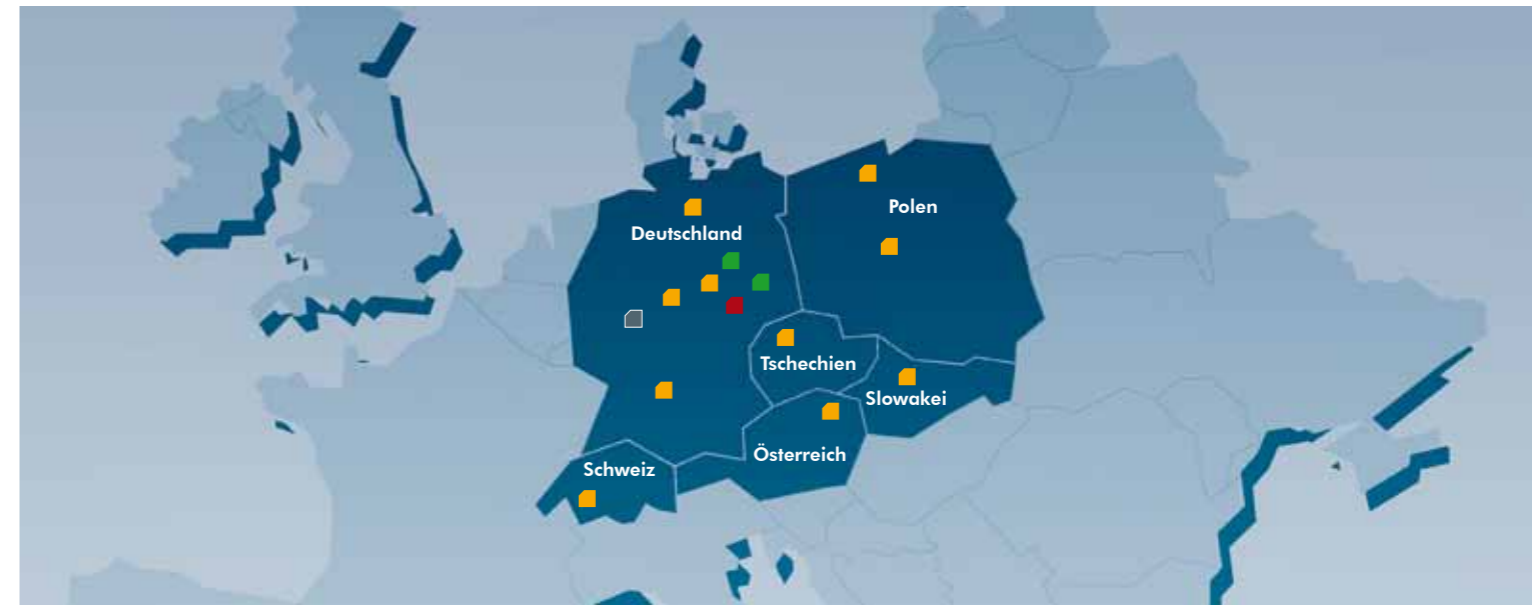 Polen
Deutschland
Tschechien
Slowakei
Österreich
Schweiz